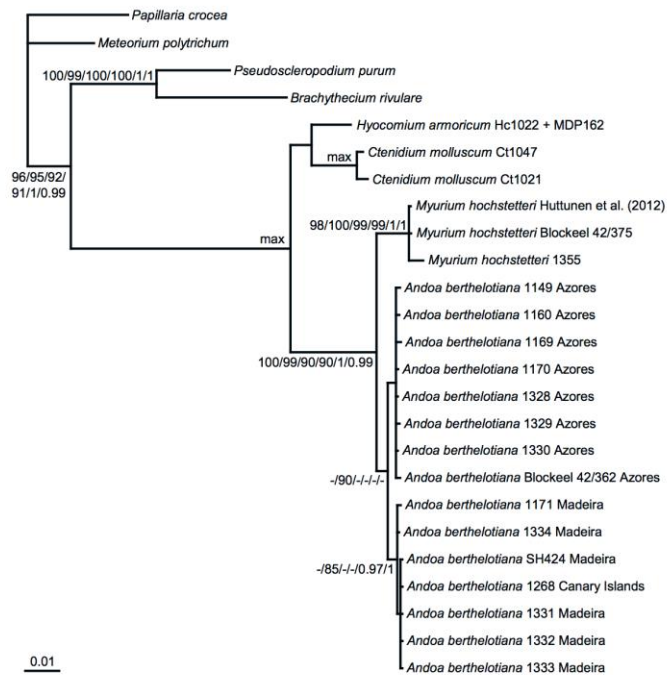 Papillaria crocea
Meteorium polytrichum
100/99/100/100/1/1
Pseudoscleropodium purum
Brachythecium rivulare
Hyocomium armoricum Hc1022 + MDP162
max
Ctenidium molluscum Ct1047
96/95/92/
91/1/0.99
Ctenidium molluscum Ct1021
Myurium hochstetteri Huttunen et al. (2012)
98/100/99/99/1/1
Myurium hochstetteri Blockeel 42/375
max
Myurium hochstetteri 1355
Andoa berthelotiana 1149 Azores
Andoa berthelotiana 1160 Azores
Andoa berthelotiana 1169 Azores
100/99/90/90/1/0.99
Andoa berthelotiana 1170 Azores
Andoa berthelotiana 1328 Azores
Andoa berthelotiana 1329 Azores
Andoa berthelotiana 1330 Azores
-/90/-/-/-/-
Andoa berthelotiana Blockeel 42/362 Azores
Andoa berthelotiana 1171 Madeira
Andoa berthelotiana 1334 Madeira
-/85/-/-/0.97/1
Andoa berthelotiana SH424 Madeira
Andoa berthelotiana 1268 Canary Islands
Andoa berthelotiana 1331 Madeira
Andoa berthelotiana 1332 Madeira
0.01
Andoa berthelotiana 1333 Madeira